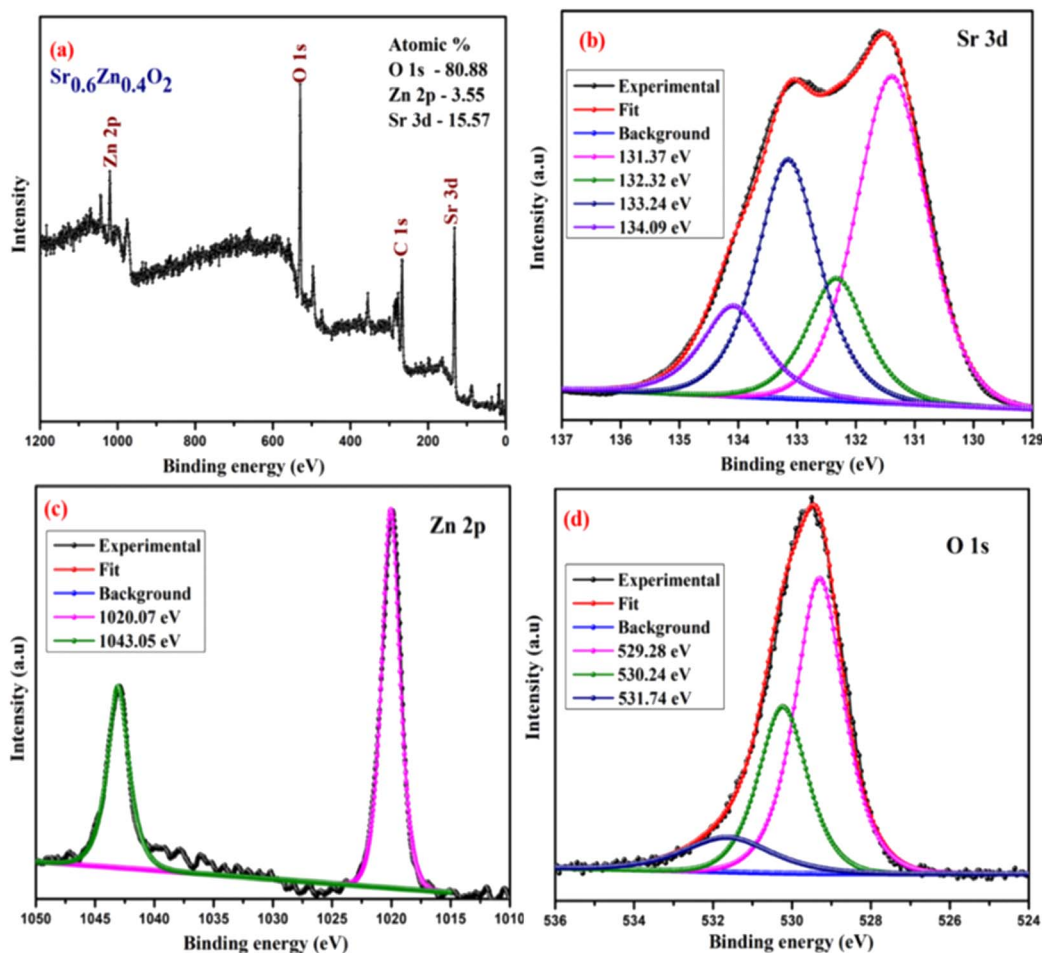 (a)
Sr0.6Zn0.4O2
Atomic %
O 1s - 80.88
Zn 2p - 3.55
Sr 3d - 15.57
Zn 2p
O 1s
C 1s
Sr 3d
Intensity
1200 1000 800 600 400 200 0
Binding energy (eV)
(b)
Sr 3d
Experimental
Fit
Background
131.37 eV
132.32 eV
133.24 eV
134.09 eV
Intensity (a.u)
137 136 135 134 133 132 131 130 129
Binding energy (eV)
(c)
Zn 2p
Experimental
Fit
Background
1020.07 eV
1043.05 eV
Intensity (a.u)
1050 1045 1040 1035 1030 1025 1020 1015 1010
Binding energy (eV)
(d)
O 1s
Experimental
Fit
Background
529.28 eV
530.24 eV
531.74 eV
Intensity (a.u)
536 534 532 530 528 526 524
Binding energy (eV)